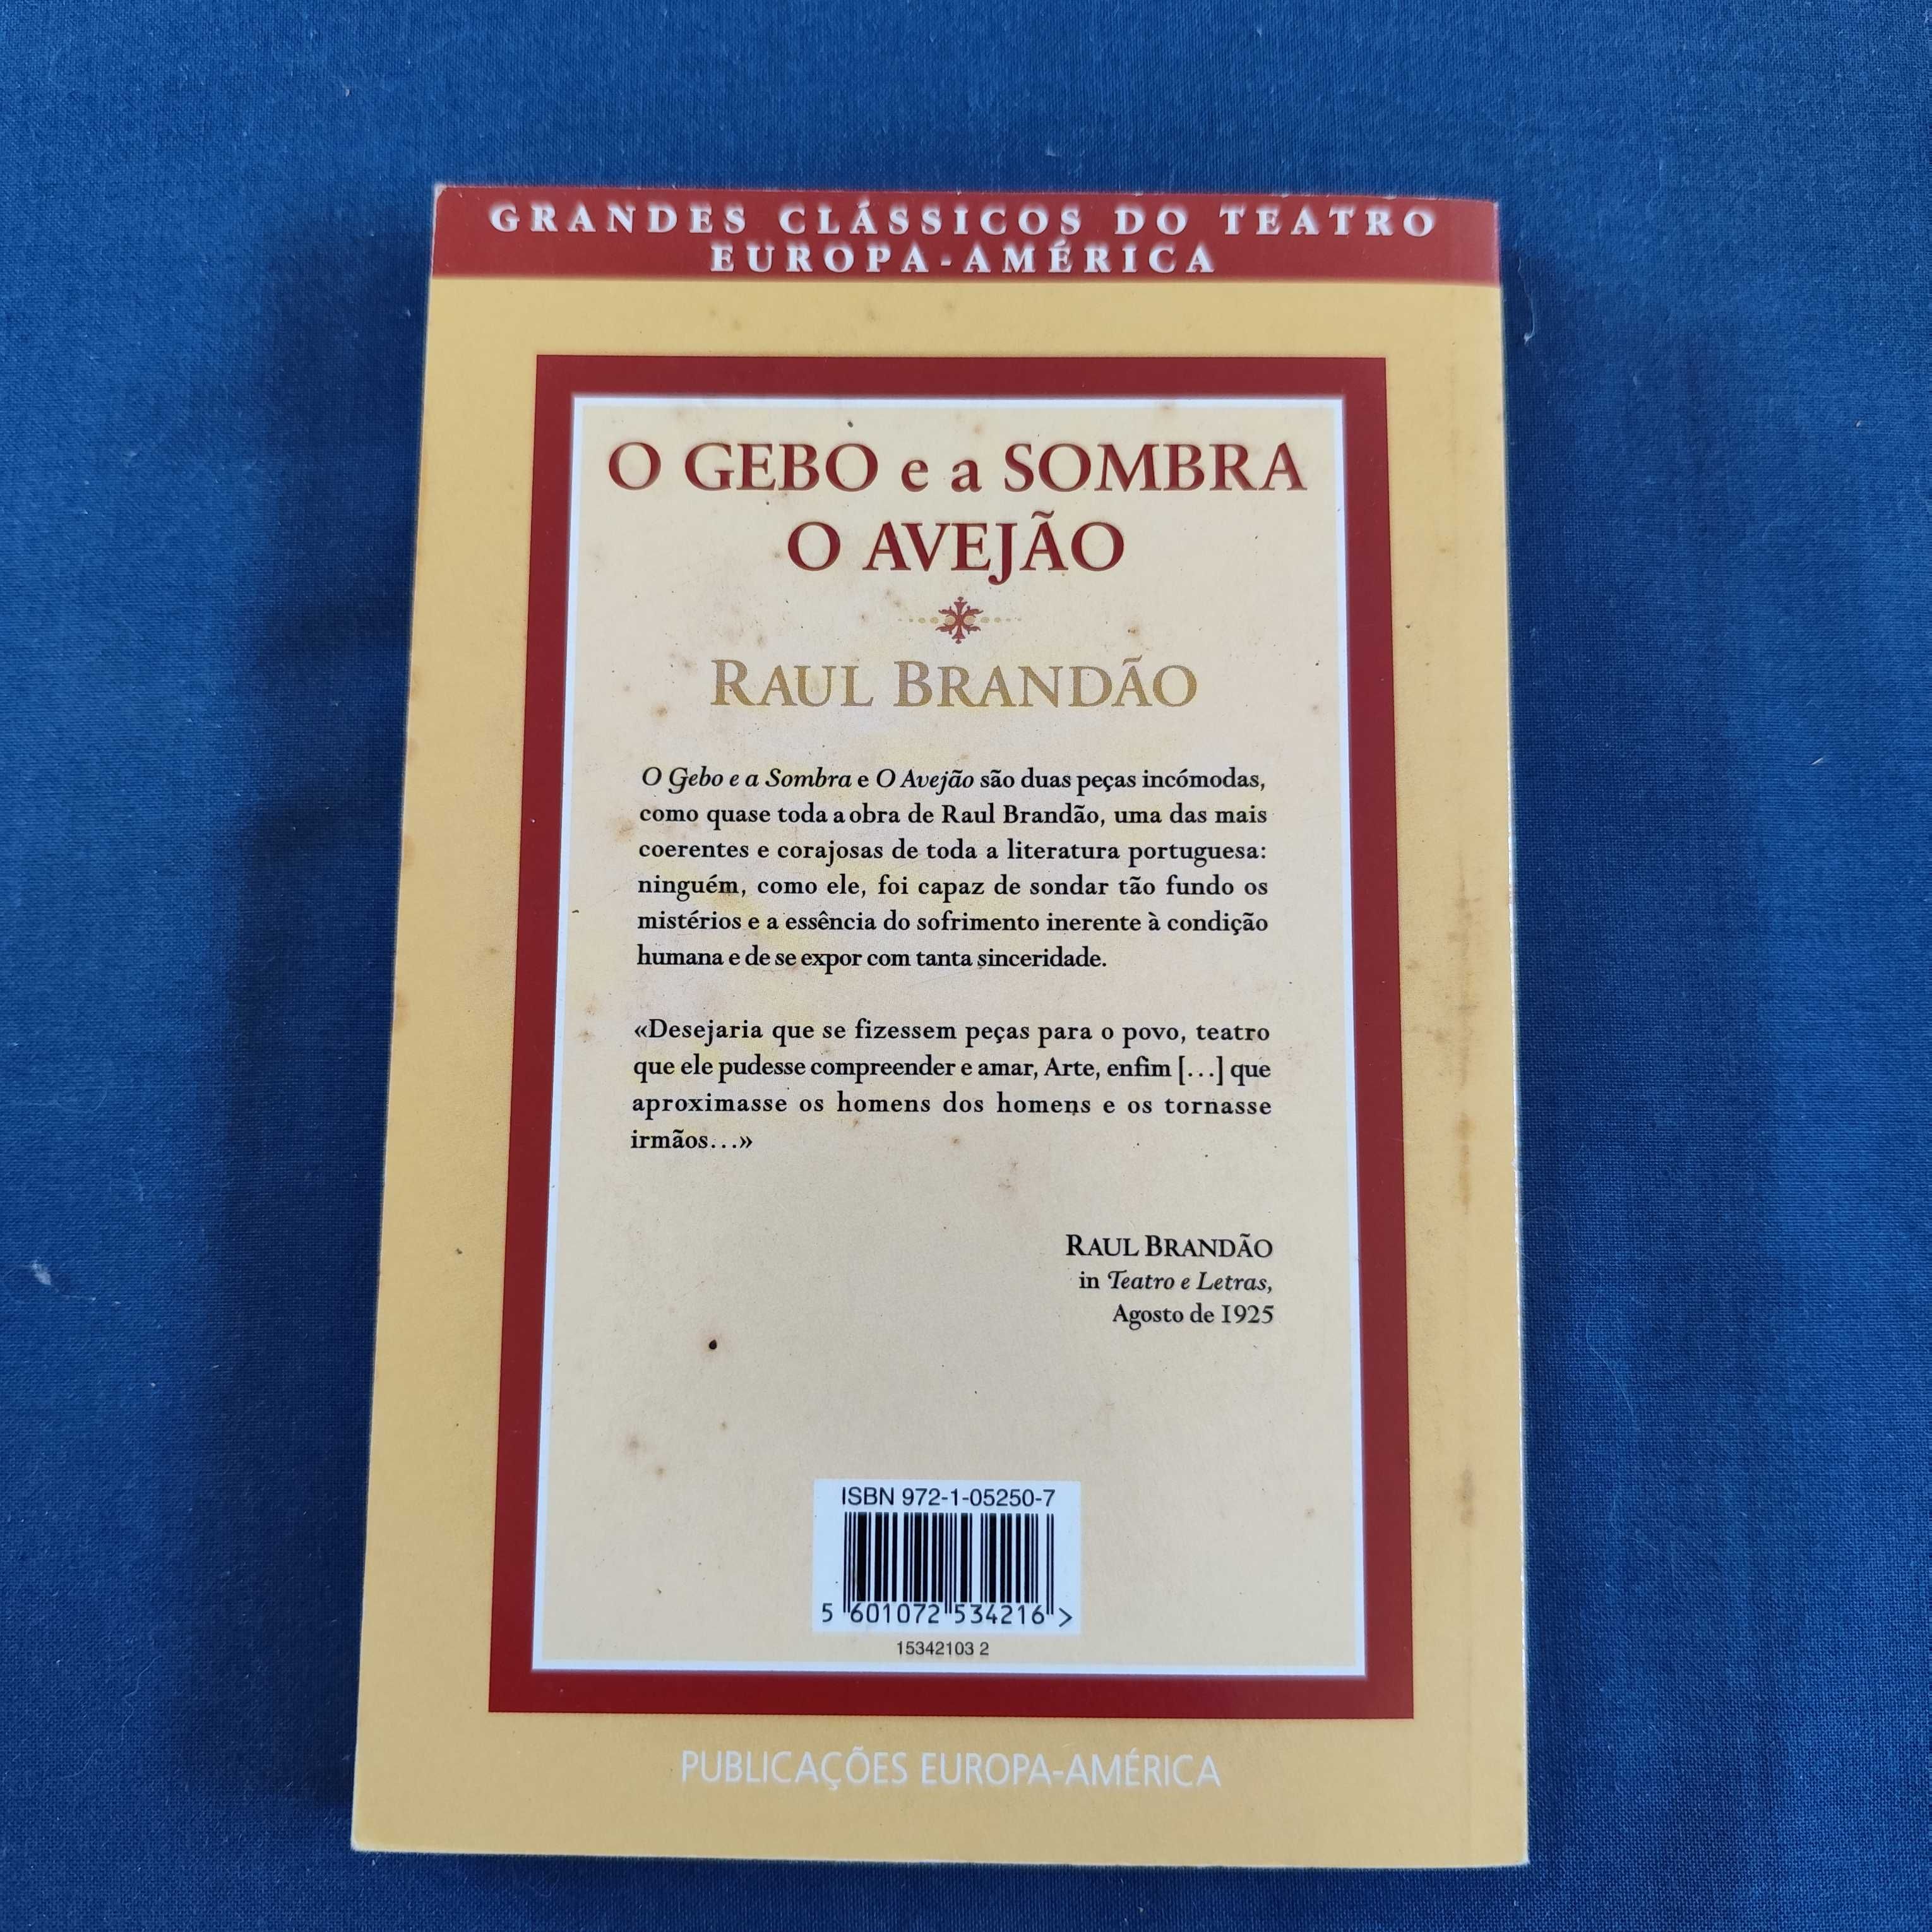 GRANDES CLÁSSICOS DO TEATRO
EUROPA-AMÉRICA
O GEBO e a SOMBRA
O AVEJÃO
RAUL BRANDÃO
O Gebo e a Sombra e O Avejão são duas peças incómodas,
como quase toda a obra de Raul Brandão, uma das mais
coerentes e corajosas de toda a literatura portuguesa:
ninguém, como ele, foi capaz de sondar tão fundo os
mistérios e a essência do sofrimento inerente à condição
humana e de se expor com tanta sinceridade.
«Desejaria que se fizessem peças para o povo, teatro
que ele pudesse compreender e amar, Arte, enfim [...] que
aproximasse os homens dos homens e os tornasse
irmãos...»
RAUL BRANDÃO
in Teatro e Letras,
Agosto de 1925
ISBN 972-1-05250-7
5 601072 534216 >
15342103 2
PUBLICAÇÕES EUROPA-AMÉRICA